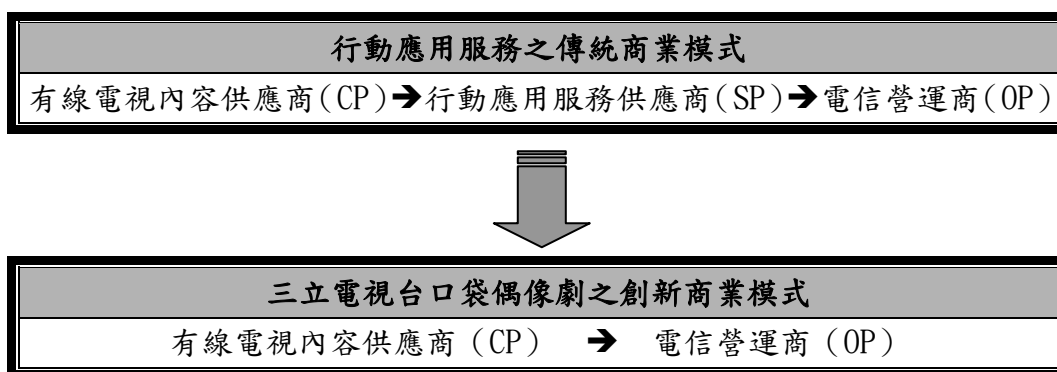 行動應用服務之傳統商業模式
有線電視內容供應商(CP)➔行動應用服務供應商(SP)➔電信營運商(OP)
三立電視台口袋偶像劇之創新商業模式
有線電視內容供應商(CP) ➔ 電信營運商(OP)